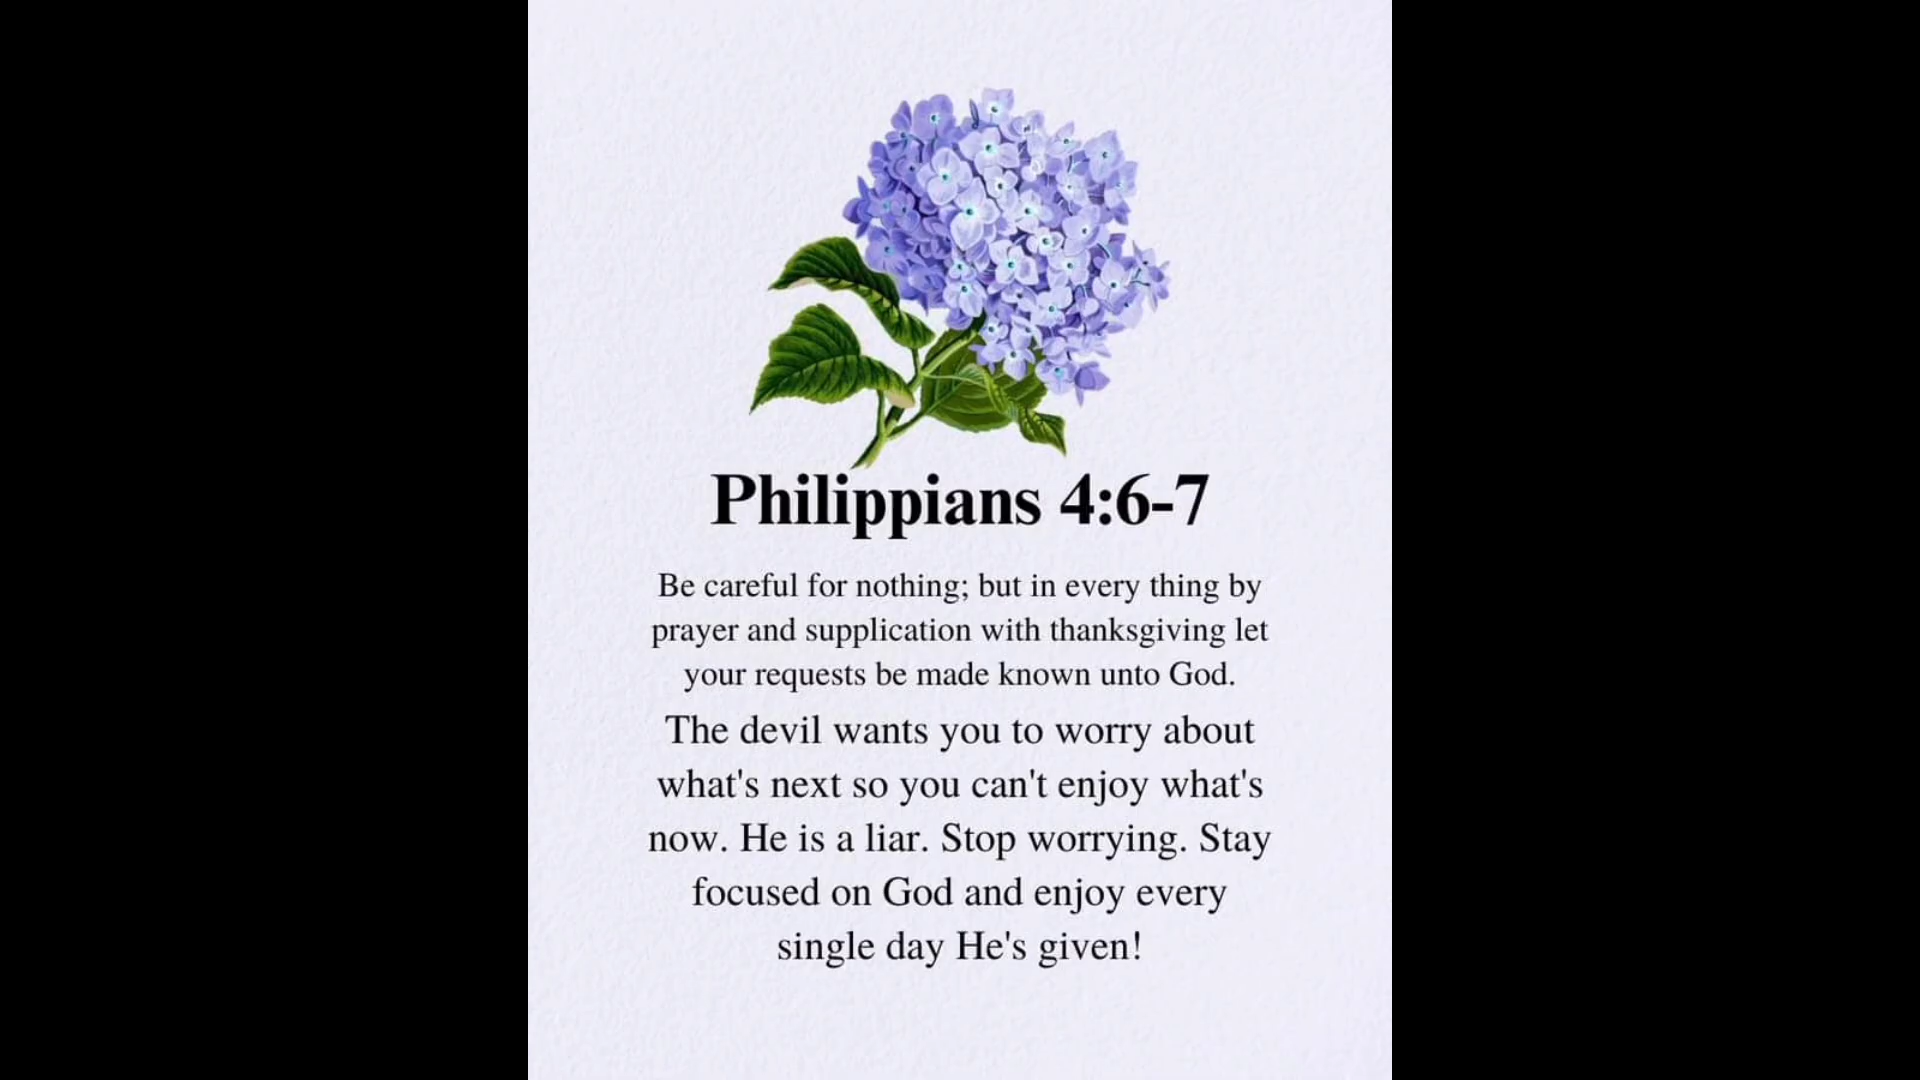 Philippians 4:6-7
Be careful for nothing; but in every thing by
prayer and supplication with thanksgiving let
your requests be made known unto God.
The devil wants you to worry about
what's next so you can't enjoy what's
now. He is a liar. Stop worrying. Stay
focused on God and enjoy every
single day He's given!